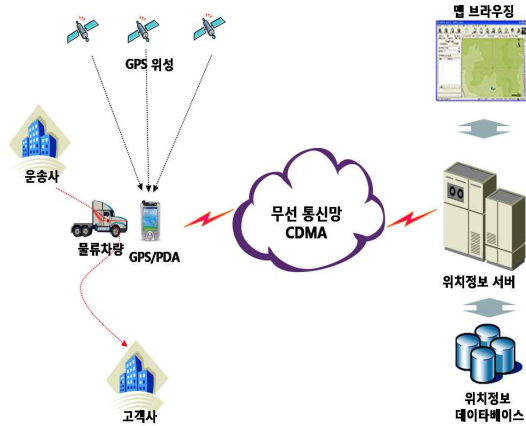 맵 브라우징
GPS 위성
운송사
물류차량
GPS/PDA
무선 통신망
CDMA
위치정보 서버
고객사
위치정보
데이타베이스